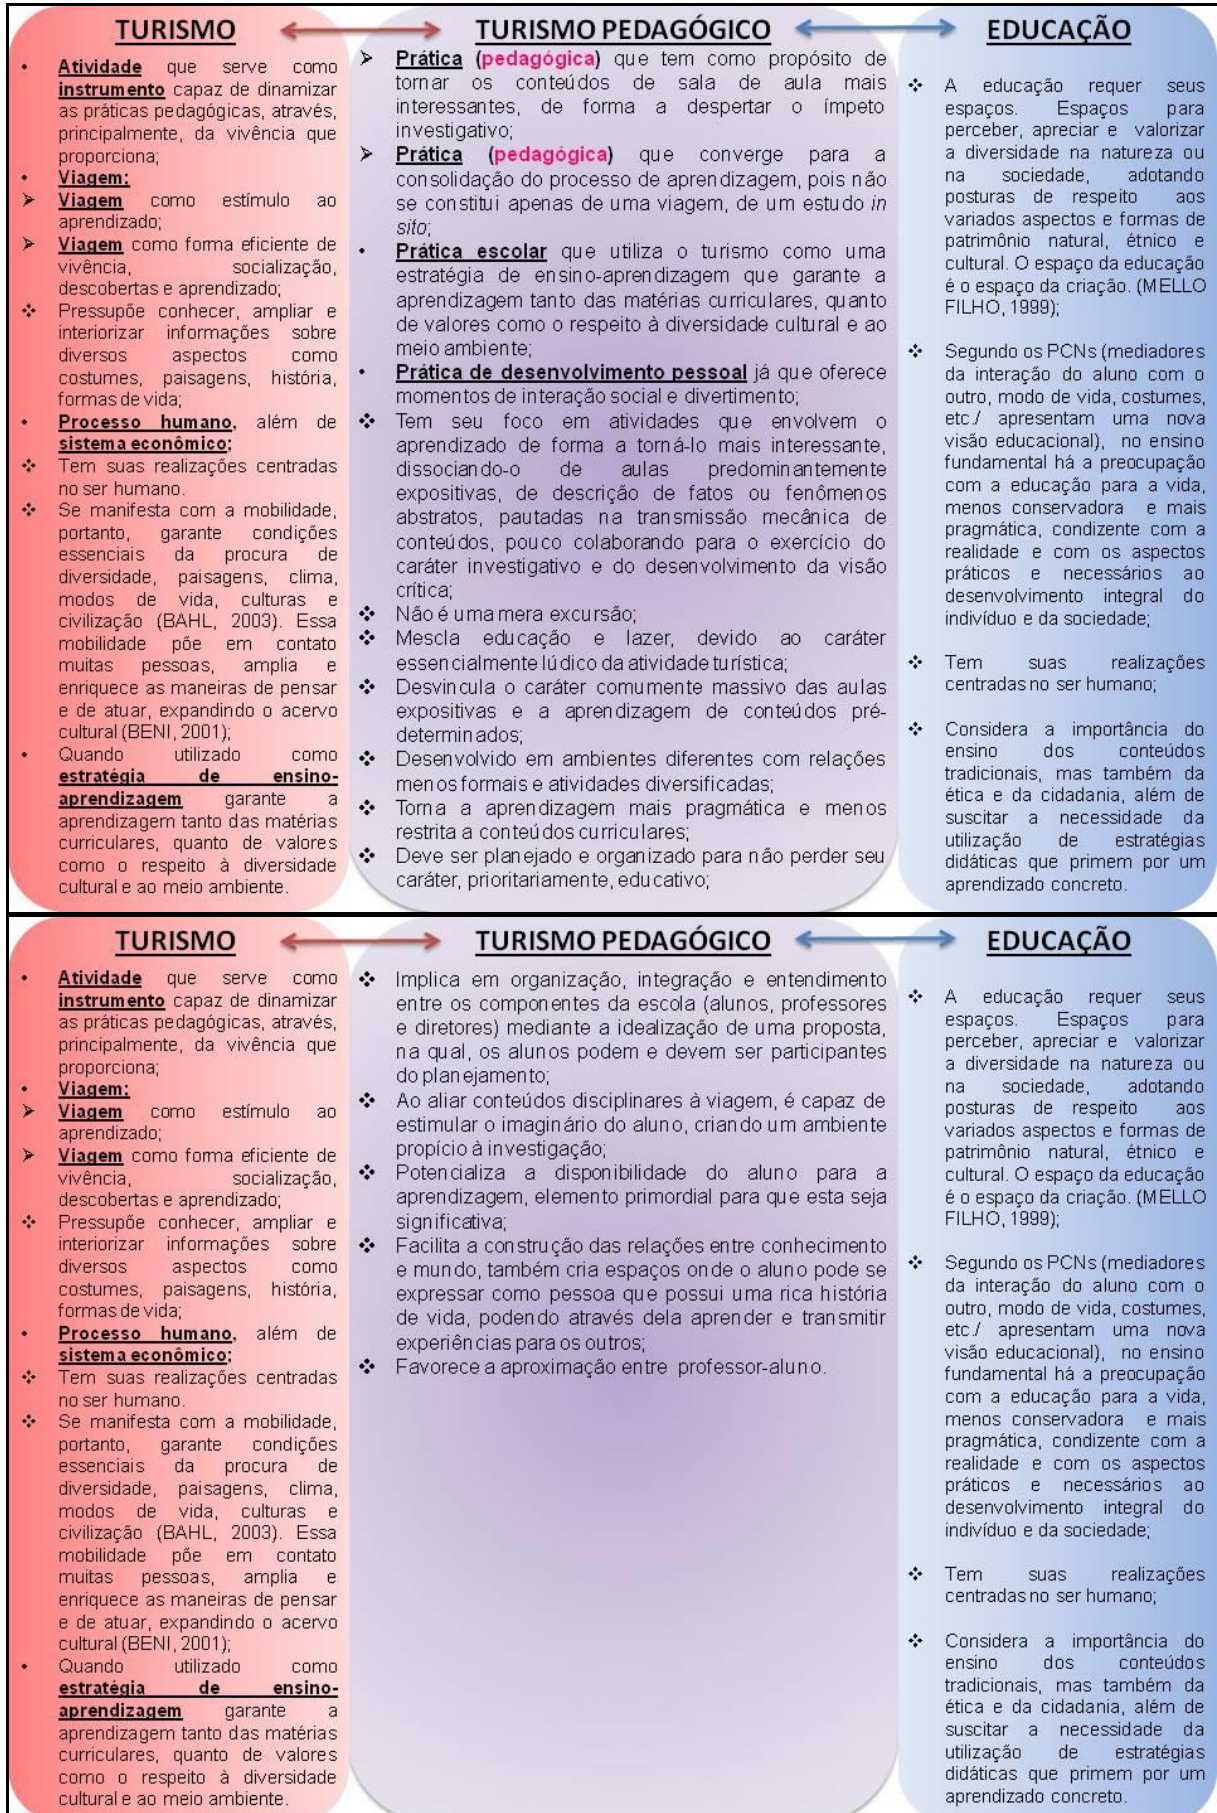 TURISMO
• Atividade que serve como
instrumento capaz de dinamizar
as práticas pedagógicas, através,
principalmente, da vivência que
proporciona;
• Viagem:
➢ Viagem como estímulo ao
aprendizado;
➢ Viagem como forma eficiente de
vivência, socialização,
descobertas e aprendizado;
❖ Pressupõe conhecer, ampliar e
interiorizar informações sobre
diversos aspectos como
costumes, paisagens, história,
formas de vida;
• Processo humano, além de
sistema econômico;
❖ Tem suas realizações centradas
no ser humano.
❖ Se manifesta com a mobilidade,
portanto, garante condições
essenciais da procura de
diversidade, paisagens, clima,
modos de vida, culturas e
civilização (BAHL, 2003). Essa
mobilidade põe em contato
muitas pessoas, amplia e
enriquece as maneiras de pensar
e de atuar, expandindo o acervo
cultural (BENI, 2001);
• Quando utilizado como
estratégia de ensino-
aprendizagem garante a
aprendizagem tanto das matérias
curriculares, quanto de valores
como o respeito à diversidade
cultural e ao meio ambiente.
TURISMO PEDAGÓGICO
➢ Prática (pedagógica) que tem como propósito de
tornar os conteúdos de sala de aula mais
interessantes, de forma a despertar o ímpeto
investigativo;
➢ Prática (pedagógica) que converge para a
consolidação do processo de aprendizagem, pois não
se constitui apenas de uma viagem, de um estudo in
sito;
• Prática escolar que utiliza o turismo como uma
estratégia de ensino-aprendizagem que garante a
aprendizagem tanto das matérias curriculares, quanto
de valores como o respeito à diversidade cultural e ao
meio ambiente;
• Prática de desenvolvimento pessoal já que oferece
momentos de interação social e divertimento;
❖ Tem seu foco em atividades que envolvem o
aprendizado de forma a torná-lo mais interessante,
dissociando-o de aulas predominantemente
expositivas, de descrição de fatos ou fenômenos
abstratos, pautadas na transmissão mecânica de
conteúdos, pouco colaborando para o exercício do
caráter investigativo e do desenvolvimento da visão
crítica;
❖ Não é uma mera excursão;
❖ Mescla educação e lazer, devido ao caráter
essencialmente lúdico da atividade turística;
❖ Desvincula o caráter comumente massivo das aulas
expositivas e a aprendizagem de conteúdos pré-
determinados;
❖ Desenvolvido em ambientes diferentes com relações
menos formais e atividades diversificadas;
❖ Torna a aprendizagem mais pragmática e menos
restrita a conteúdos curriculares;
❖ Deve ser planejado e organizado para não perder seu
caráter, prioritariamente, educativo;
EDUCAÇÃO
❖ A educação requer seus
espaços. Espaços para
perceber, apreciar e valorizar
a diversidade na natureza ou
na sociedade, adotando
posturas de respeito aos
variados aspectos e formas de
patrimônio natural, étnico e
cultural. O espaço da educação
é o espaço da criação. (MELLO
FILHO, 1999);
❖ Segundo os PCNs (mediadores
da interação do aluno com o
outro, modo de vida, costumes,
etc./ apresentam uma nova
visão educacional), no ensino
fundamental há a preocupação
com a educação para a vida,
menos conservadora e mais
pragmática, condizente com a
realidade e com os aspectos
práticos e necessários ao
desenvolvimento integral do
indivíduo e da sociedade;
❖ Tem suas realizações
centradas no ser humano;
❖ Considera a importância do
ensino dos conteúdos
tradicionais, mas também da
ética e da cidadania, além de
suscitar a necessidade da
utilização de estratégias
didáticas que primem por um
aprendizado concreto.
TURISMO
• Atividade que serve como
instrumento capaz de dinamizar
as práticas pedagógicas, através,
principalmente, da vivência que
proporciona;
• Viagem:
➢ Viagem como estímulo ao
aprendizado;
➢ Viagem como forma eficiente de
vivência, socialização,
descobertas e aprendizado;
❖ Pressupõe conhecer, ampliar e
interiorizar informações sobre
diversos aspectos como
costumes, paisagens, história,
formas de vida;
• Processo humano, além de
sistema econômico;
❖ Tem suas realizações centradas
no ser humano.
❖ Se manifesta com a mobilidade,
portanto, garante condições
essenciais da procura de
diversidade, paisagens, clima,
modos de vida, culturas e
civilização (BAHL, 2003). Essa
mobilidade põe em contato
muitas pessoas, amplia e
enriquece as maneiras de pensar
e de atuar, expandindo o acervo
cultural (BENI, 2001);
• Quando utilizado como
estratégia de ensino-
aprendizagem garante a
aprendizagem tanto das matérias
curriculares, quanto de valores
como o respeito à diversidade
cultural e ao meio ambiente.
TURISMO PEDAGÓGICO
❖ Implica em organização, integração e entendimento
entre os componentes da escola (alunos, professores
e diretores) mediante a idealização de uma proposta,
na qual, os alunos podem e devem ser participantes
do planejamento;
❖ Ao aliar conteúdos disciplinares à viagem, é capaz de
estimular o imaginário do aluno, criando um ambiente
propício à investigação;
❖ Potencializa a disponibilidade do aluno para a
aprendizagem, elemento primordial para que esta seja
significativa;
❖ Facilita a construção das relações entre conhecimento
e mundo, também cria espaços onde o aluno pode se
expressar como pessoa que possui uma rica história
de vida, podendo através dela aprender e transmitir
experiências para os outros;
❖ Favorece a aproximação entre professor-aluno.
EDUCAÇÃO
❖ A educação requer seus
espaços. Espaços para
perceber, apreciar e valorizar
a diversidade na natureza ou
na sociedade, adotando
posturas de respeito aos
variados aspectos e formas de
patrimônio natural, étnico e
cultural. O espaço da educação
é o espaço da criação. (MELLO
FILHO, 1999);
❖ Segundo os PCNs (mediadores
da interação do aluno com o
outro, modo de vida, costumes,
etc./ apresentam uma nova
visão educacional), no ensino
fundamental há a preocupação
com a educação para a vida,
menos conservadora e mais
pragmática, condizente com a
realidade e com os aspectos
práticos e necessários ao
desenvolvimento integral do
indivíduo e da sociedade;
❖ Tem suas realizações
centradas no ser humano;
❖ Considera a importância do
ensino dos conteúdos
tradicionais, mas também da
ética e da cidadania, além de
suscitar a necessidade da
utilização de estratégias
didáticas que primem por um
aprendizado concreto.